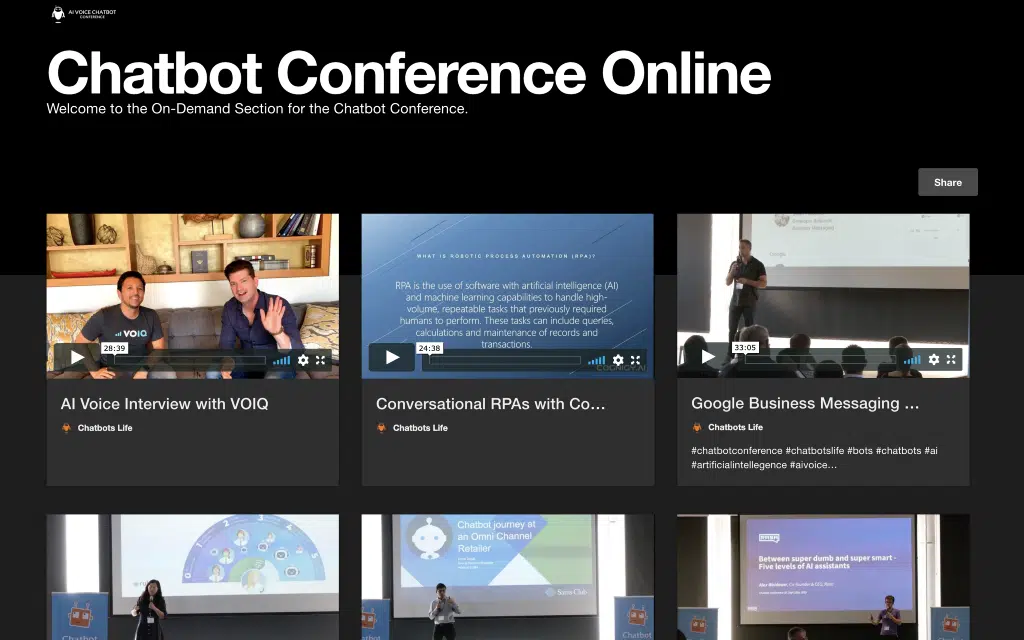 AI VOICE CHATBOT
CONFERENCE
Chatbot Conference Online
Welcome to the On-Demand Section for the Chatbot Conference.
Share
VOIQ
28:39
WHAT IS ROBOTIC PROCESS AUTOMATION (RPA)?
RPA is the use of software with artificial intelligence (AI)
and machine learning capabilities to handle high-
volume, repeatable tasks that previously required
humans to perform. These tasks can include queries,
calculations and maintenance of records and
transactions.
24:38
COGNIGY.AI
33:05
AI Voice Interview with VOIQ
Chatbots Life
Conversational RPAs with Co…
Chatbots Life
Google Business Messaging …
Chatbots Life
#chatbotconference #chatbotslife #bots #chatbots #ai
#artificialintellegence #aivoice…
Chatbot
Chatbot journey at
an Omni Channel
Retailer
Sam's Club
Chatbot
RASA
Between super dumb and super smart -
Five levels of AI assistants